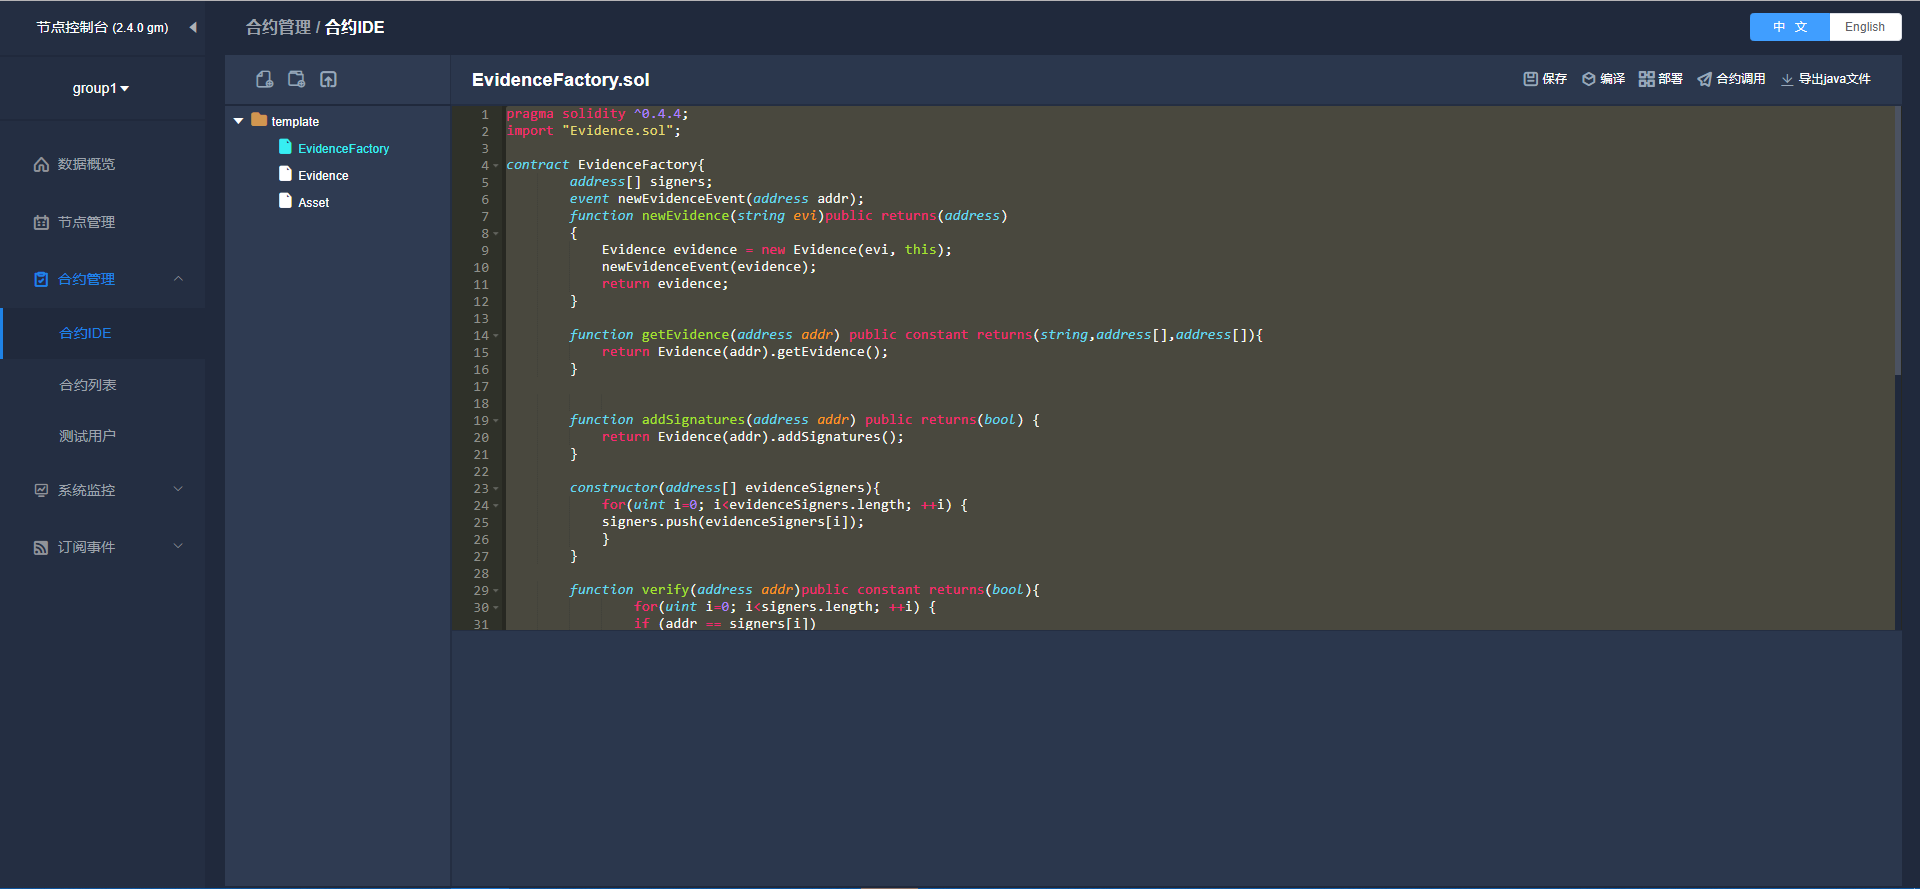 节点控制台 (2.4.0 gm)
group1
数据概览
节点管理
合约管理
合约IDE
合约列表
测试用户
系统监控
订阅事件
合约管理 / 合约IDE
中 文
English
template
EvidenceFactory
Evidence
Asset
EvidenceFactory.sol
保存
编译
部署
合约调用
导出java文件
1 pragma solidity ^0.4.4;
2 import "Evidence.sol";
3
4 contract EvidenceFactory{
5 address[] signers;
6 event newEvidenceEvent(address addr);
7 function newEvidence(string evi)public returns(address)
8 {
9 Evidence evidence = new Evidence(evi, this);
10 newEvidenceEvent(evidence);
11 return evidence;
12 }
13
14 function getEvidence(address addr) public constant returns(string,address[],address[]){
15 return Evidence(addr).getEvidence();
16 }
17
18
19 function addSignatures(address addr) public returns(bool) {
20 return Evidence(addr).addSignatures();
21 }
22
23 constructor(address[] evidenceSigners){
24 for(uint i=0; i<evidenceSigners.length; ++i) {
25 signers.push(evidenceSigners[i]);
26 }
27 }
28
29 function verify(address addr)public constant returns(bool){
30 for(uint i=0; i<signers.length; ++i) {
31 if (addr == signers[i])